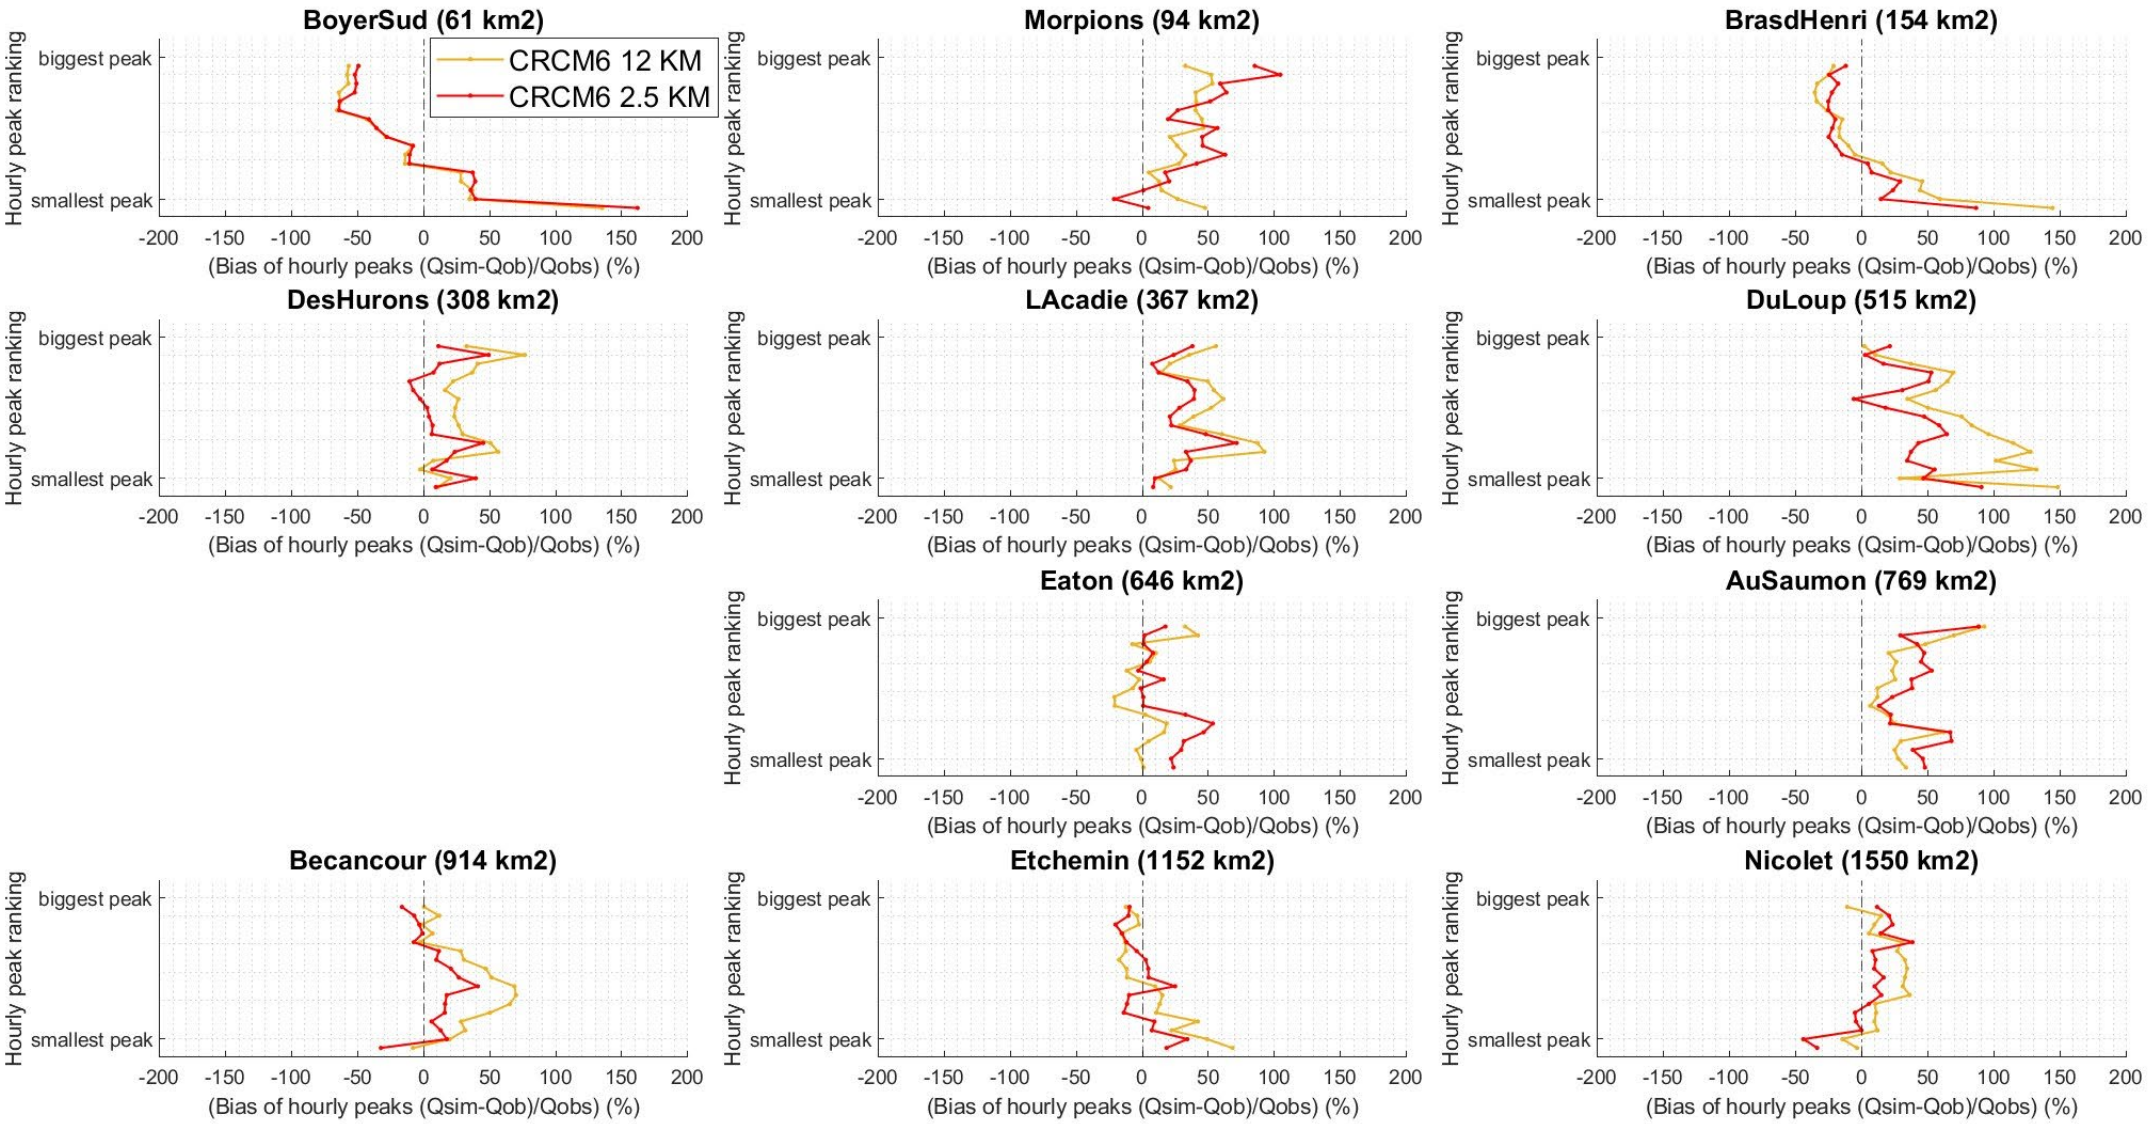 BoyerSud (61 km2)
Hourly peak ranking
biggest peak
smallest peak
CRCM6 12 KM
CRCM6 2.5 KM
-200 -150 -100 -50 0 50 100 150 200
(Bias of hourly peaks (Qsim-Qob)/Qobs) (%)
Morpions (94 km2)
Hourly peak ranking
biggest peak
smallest peak
-200 -150 -100 -50 0 50 100 150 200
(Bias of hourly peaks (Qsim-Qob)/Qobs) (%)
BrasdHenri (154 km2)
Hourly peak ranking
biggest peak
smallest peak
-200 -150 -100 -50 0 50 100 150 200
(Bias of hourly peaks (Qsim-Qob)/Qobs) (%)
DesHurons (308 km2)
Hourly peak ranking
biggest peak
smallest peak
-200 -150 -100 -50 0 50 100 150 200
(Bias of hourly peaks (Qsim-Qob)/Qobs) (%)
LAcadie (367 km2)
Hourly peak ranking
biggest peak
smallest peak
-200 -150 -100 -50 0 50 100 150 200
(Bias of hourly peaks (Qsim-Qob)/Qobs) (%)
DuLoup (515 km2)
Hourly peak ranking
biggest peak
smallest peak
-200 -150 -100 -50 0 50 100 150 200
(Bias of hourly peaks (Qsim-Qob)/Qobs) (%)
Eaton (646 km2)
Hourly peak ranking
biggest peak
smallest peak
-200 -150 -100 -50 0 50 100 150 200
(Bias of hourly peaks (Qsim-Qob)/Qobs) (%)
AuSaumon (769 km2)
Hourly peak ranking
biggest peak
smallest peak
-200 -150 -100 -50 0 50 100 150 200
(Bias of hourly peaks (Qsim-Qob)/Qobs) (%)
Becancour (914 km2)
Hourly peak ranking
biggest peak
smallest peak
-200 -150 -100 -50 0 50 100 150 200
(Bias of hourly peaks (Qsim-Qob)/Qobs) (%)
Etchemin (1152 km2)
Hourly peak ranking
biggest peak
smallest peak
-200 -150 -100 -50 0 50 100 150 200
(Bias of hourly peaks (Qsim-Qob)/Qobs) (%)
Nicolet (1550 km2)
Hourly peak ranking
biggest peak
smallest peak
-200 -150 -100 -50 0 50 100 150 200
(Bias of hourly peaks (Qsim-Qob)/Qobs) (%)